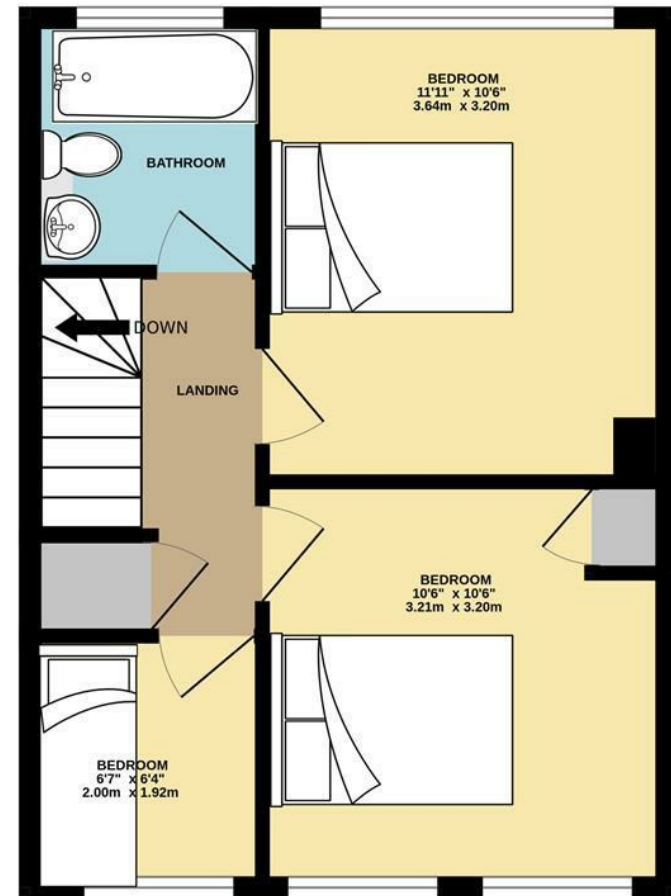 BEDROOM
11'11" x 10'6"
3.64m x 3.20m
BATHROOM
DOWN
LANDING
BEDROOM
10'6" x 10'6"
3.21m x 3.20m
BEDROOM
6'7" x 6'4"
2.00m x 1.92m